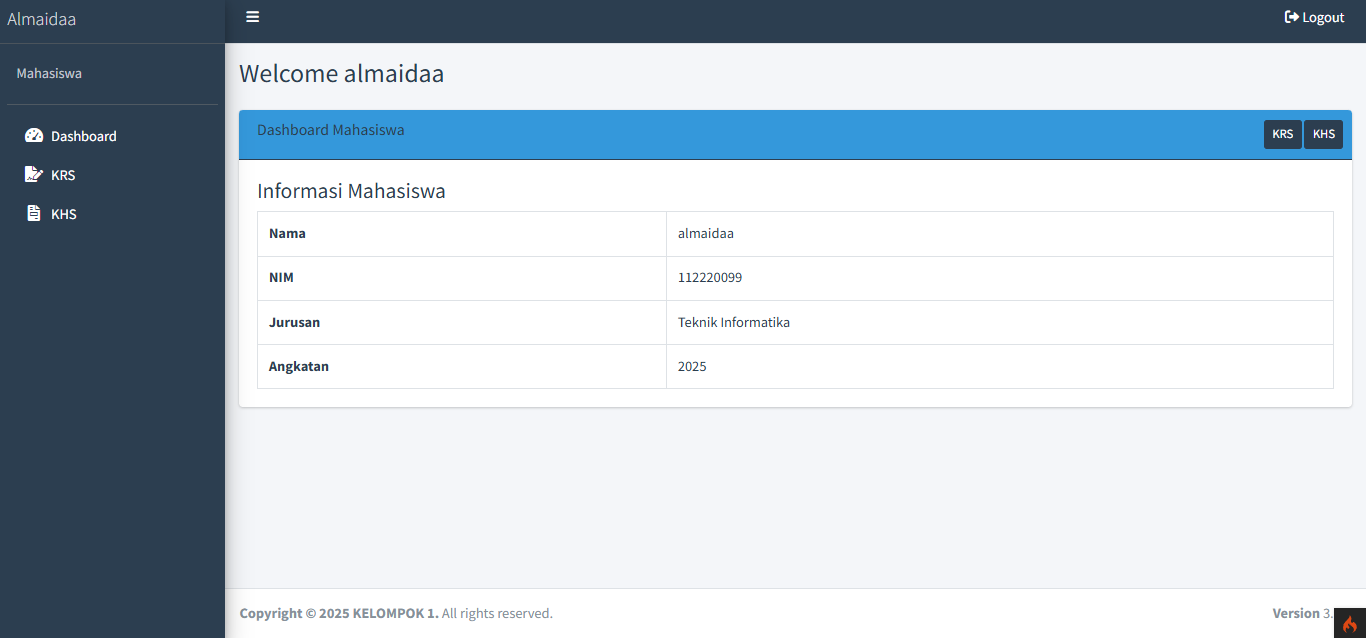 Almaidaa
Logout
Mahasiswa
Dashboard
KRS
KHS
Welcome almaidaa
Dashboard Mahasiswa
KRS KHS
Informasi Mahasiswa
Nama almaidaa
NIM 112220099
Jurusan Teknik Informatika
Angkatan 2025
Copyright © 2025 KELOMPOK 1. All rights reserved.
Version 3.